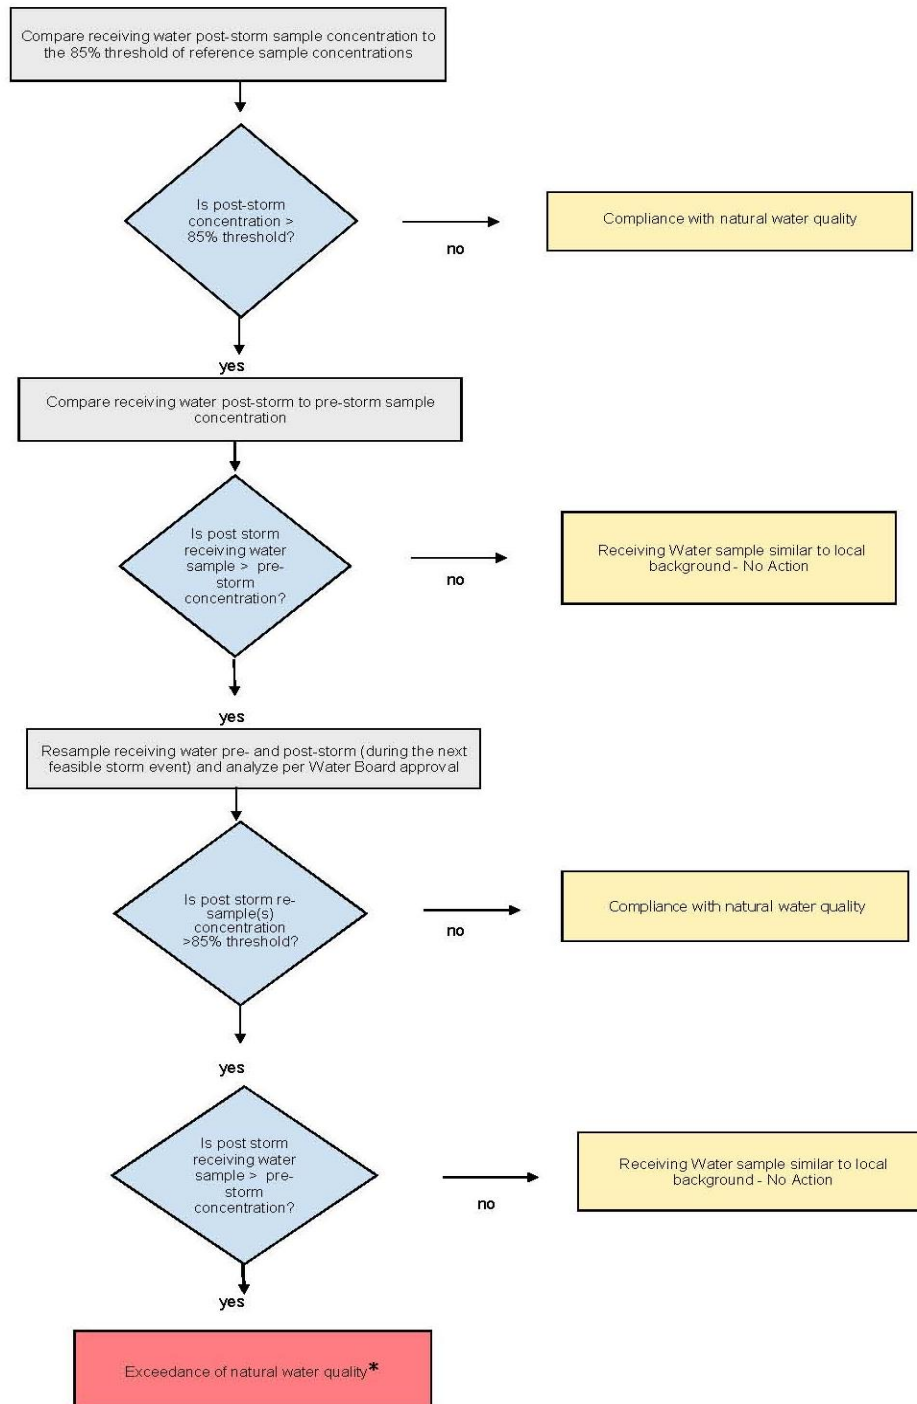 Compare receiving water post-storm sample concentration to
the 85% threshold of reference sample concentrations
Is post-storm
concentration >
85% threshold?
no
Compliance with natural water quality
yes
Compare receiving water post-storm to pre-storm sample
concentration
Is post storm
receiving water
sample > pre-
storm
concentration?
no
Receiving Water sample similar to local
background - No Action
yes
Resample receiving water pre- and post-storm (during the next
feasible storm event) and analyze per Water Board approval
Is post storm re-
sample(s)
concentration
>85% threshold?
no
Compliance with natural water quality
yes
Is post storm
receiving water
sample > pre-
storm
concentration?
no
Receiving Water sample similar to local
background - No Action
yes
Exceedance of natural water quality*